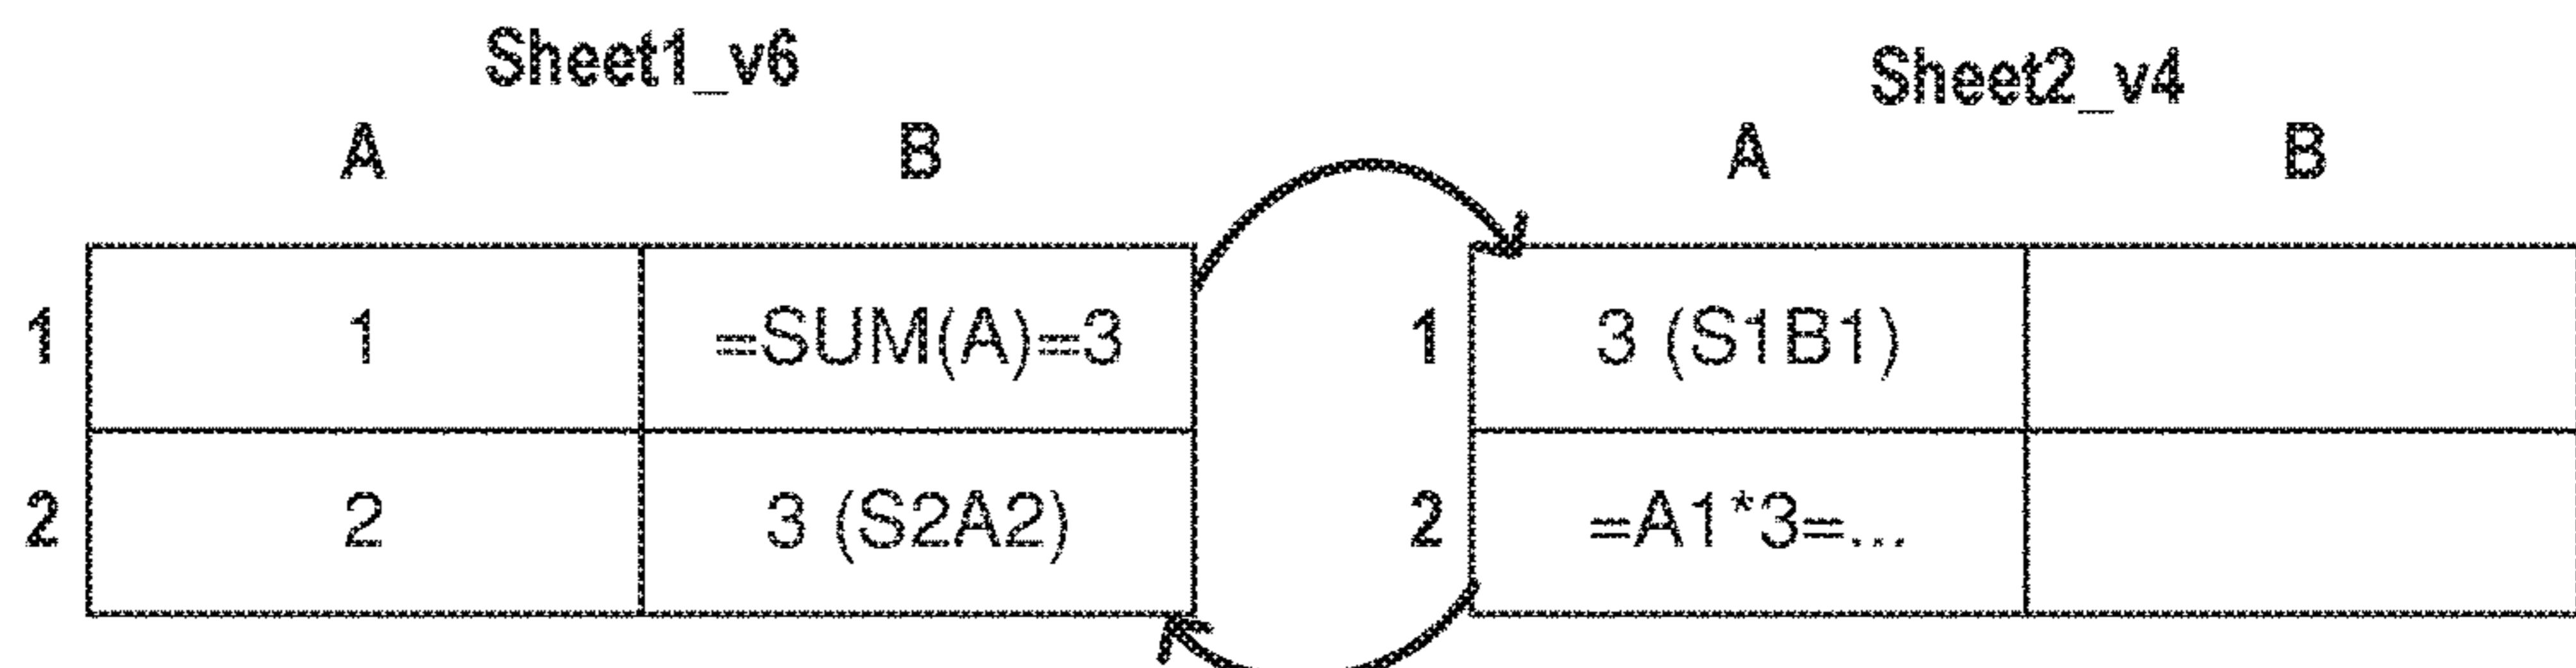 Sheet1_v6 Sheet2_v4
A B A B
1 1 =SUM(A)=3 1 3 (S1B1)
2 2 3 (S2A2) 2 =A1*3=...